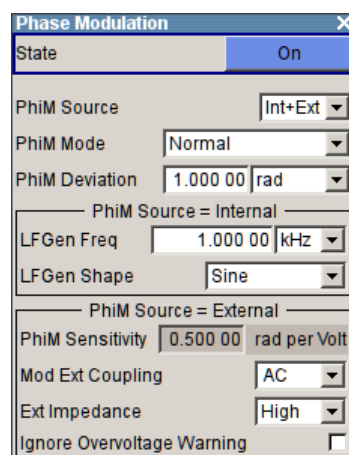 Phase Modulation
State On
PhiM Source Int+Ext
PhiM Mode Normal
PhiM Deviation 1.000 00 rad
PhiM Source = Internal
LFGen Freq 1.000 00 kHz
LFGen Shape Sine
PhiM Source = External
PhiM Sensitivity 0.500 00 rad per Volt
Mod Ext Coupling AC
Ext Impedance High
Ignore Overvoltage Warning